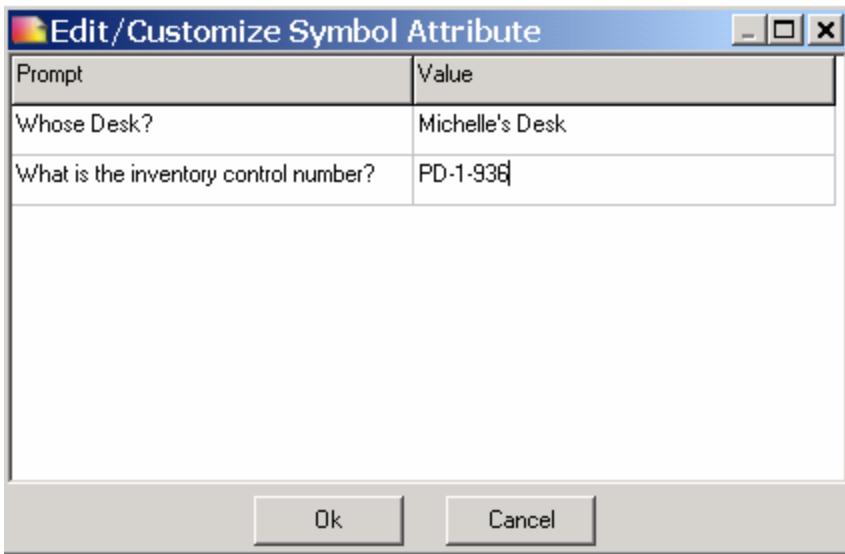 Edit/Customize Symbol Attribute
Prompt Value
Whose Desk? Michelle's Desk
What is the inventory control number? PD-1-936
Ok Cancel